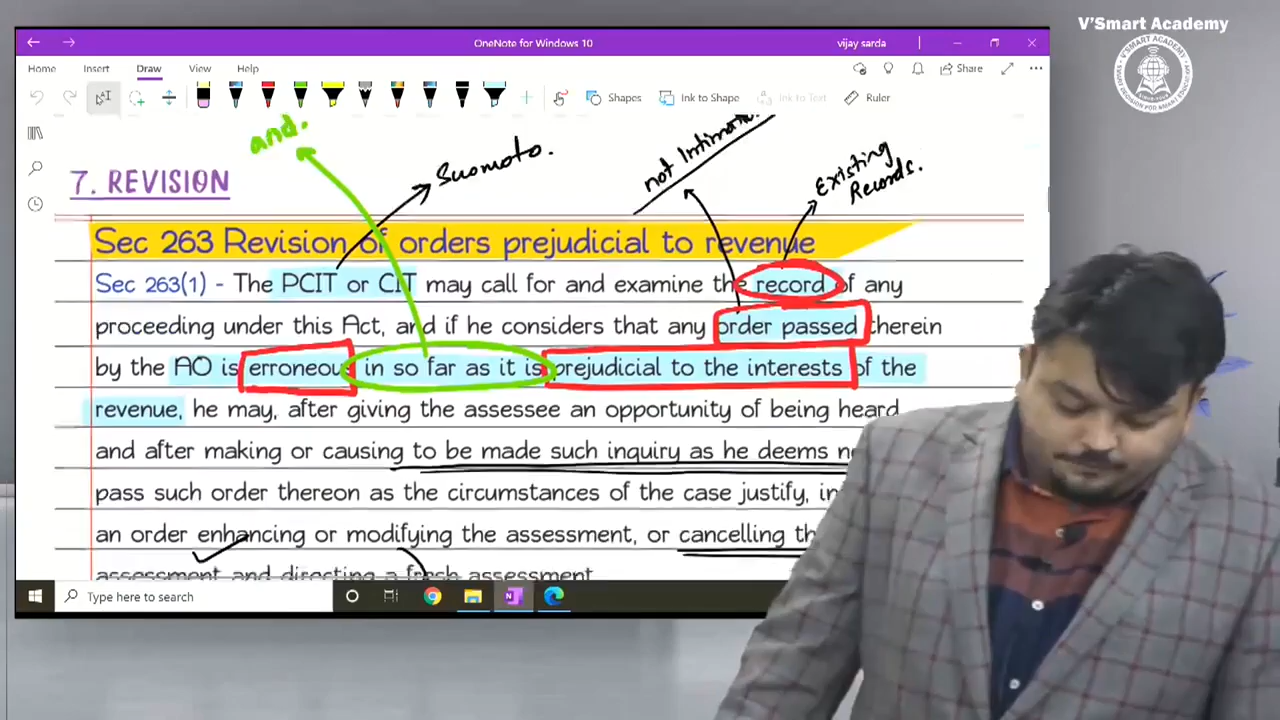 V'Smart Academy
OneNote for Windows 10
vijay sarda
Home Insert Draw View Help
Share
Shapes Ink to Shape Ink to Text Ruler
and.
Suomoto.
not Intimatn.
Existing
Records.
7. REVISION
Sec 263 Revision of orders prejudicial to revenue
Sec 263(1) - The PCIT or CIT may call for and examine the record of any
proceeding under this Act, and if he considers that any order passed therein
by the AO is erroneous in so far as it is prejudicial to the interests of the
revenue, he may, after giving the assessee an opportunity of being heard
and after making or causing to be made such inquiry as he deems
pass such order thereon as the circumstances of the case justify,
an order enhancing or modifying the assessment, or cancelling
assessment and directing a fresh assessment
Type here to search